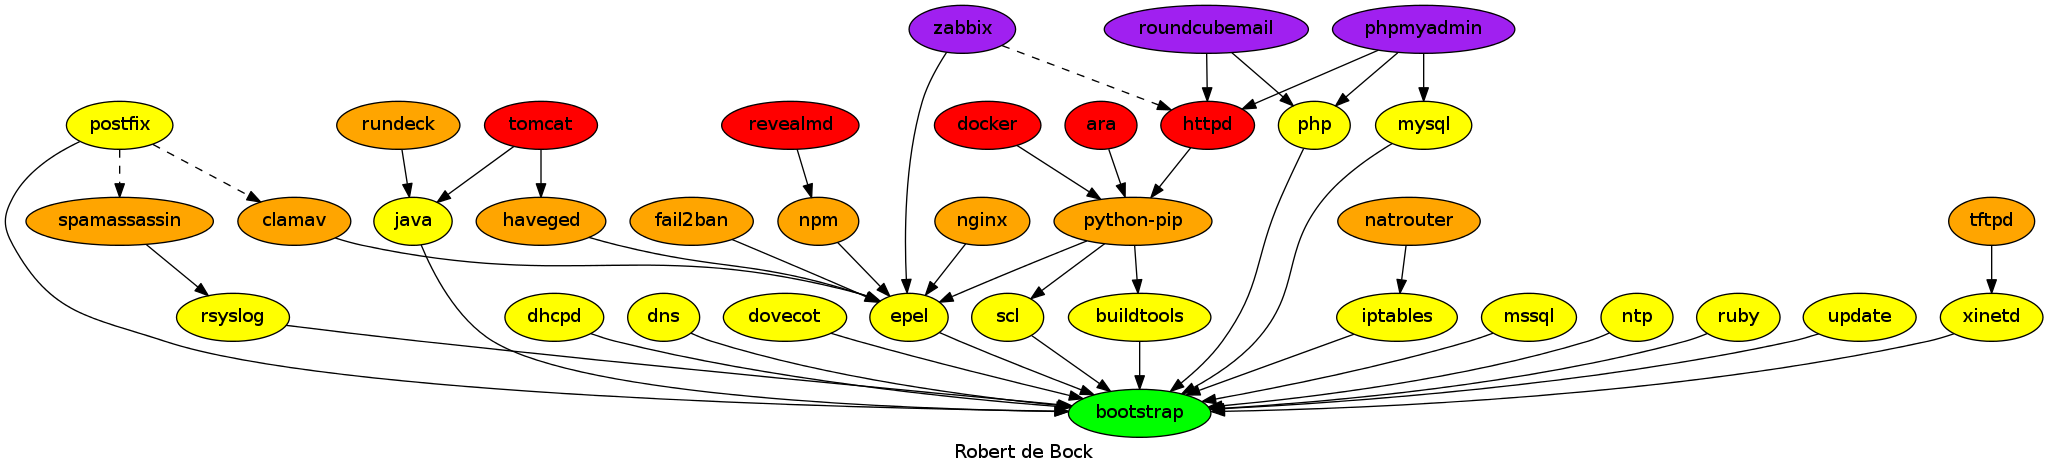 zabbix
roundcubemail
phpmyadmin
postfix
rundeck
tomcat
revealmd
docker
ara
httpd
php
mysql
spamassassin
clamav
java
haveged
fail2ban
npm
nginx
python-pip
natrouter
tftpd
rsyslog
dhcpd
dns
dovecot
epel
scl
buildtools
iptables
mssql
ntp
ruby
update
xinetd
bootstrap
Robert de Bock